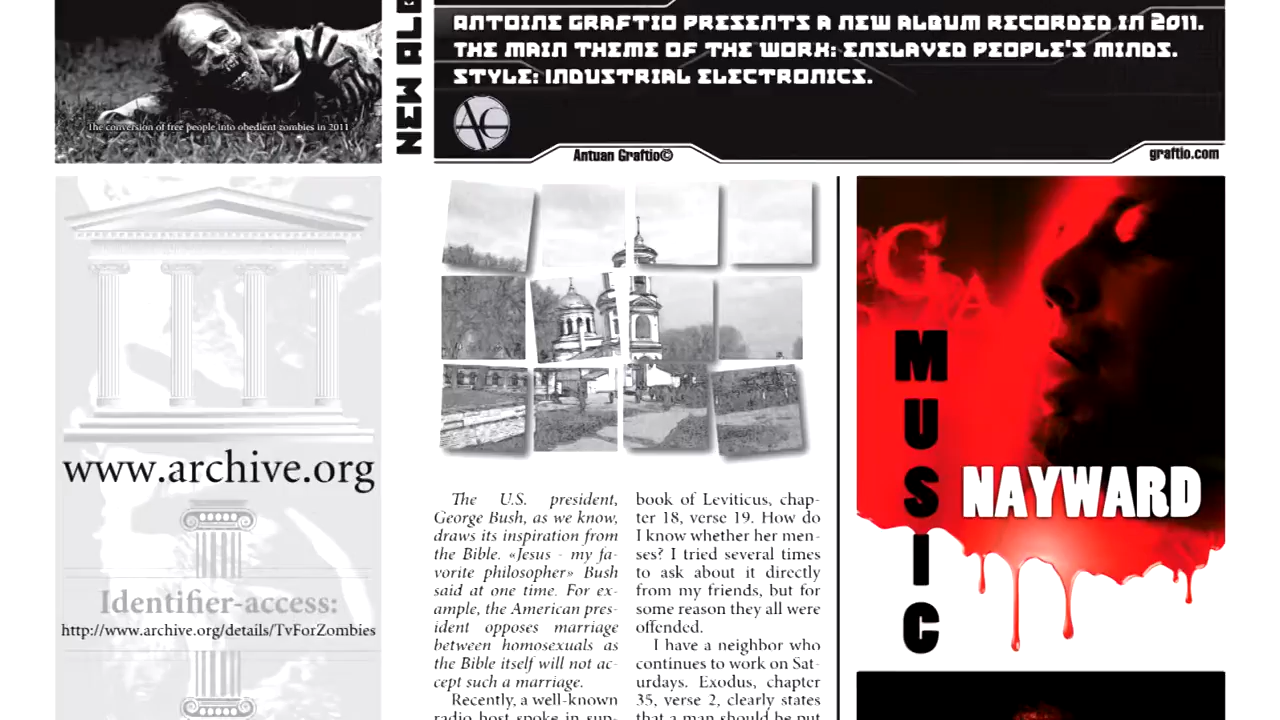 ANTOINE GRAFTIO PRESENTS A NEW ALBUM RECORDED IN 2011.
THE MAIN THEME OF THE WORK: ENSLAVED PEOPLE'S MINDS.
STYLE: INDUSTRIAL ELECTRONICS.
The conversion of free people into obedient zombies in 2011
NEW ALB
AG
Antuan Graftio©
graftio.com
www.archive.org
Identifier-access:
http://www.archive.org/details/TvForZombies
The U.S. president,
George Bush, as we know,
draws its inspiration from
the Bible. «Jesus - my fa-
vorite philosopher» Bush
said at one time. For ex-
ample, the American pres-
ident opposes marriage
between homosexuals as
the Bible itself will not ac-
cept such a marriage.
Recently, a well-known
radio host spoke in sup-
book of Leviticus, chap-
ter 18, verse 19. How do
I know whether her men-
ses? I tried several times
to ask about it directly
from my friends, but for
some reason they all were
offended.
I have a neighbor who
continues to work on Sat-
urdays. Exodus, chapter
35, verse 2, clearly states
that a man should be put
GRA
MUSIC
NAYWARD